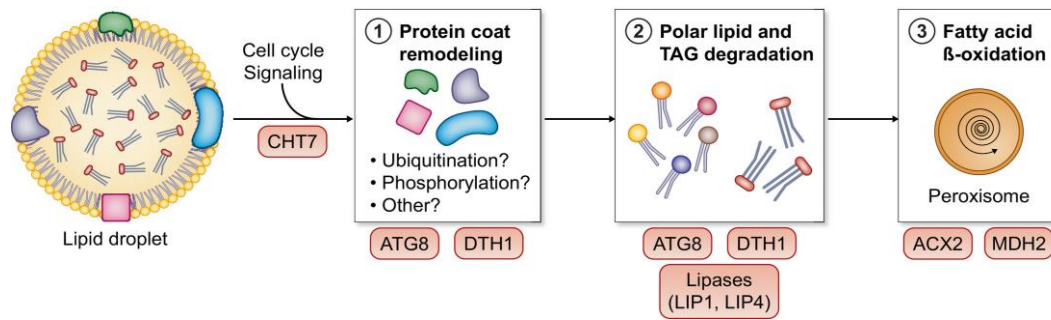 Lipid droplet
Cell cycle
Signaling
CHT7
1 Protein coat
remodeling
• Ubiquitination?
• Phosphorylation?
• Other?
ATG8 DTH1
2 Polar lipid and
TAG degradation
ATG8 DTH1
Lipases
(LIP1, LIP4)
3 Fatty acid
ß-oxidation
Peroxisome
ACX2 MDH2